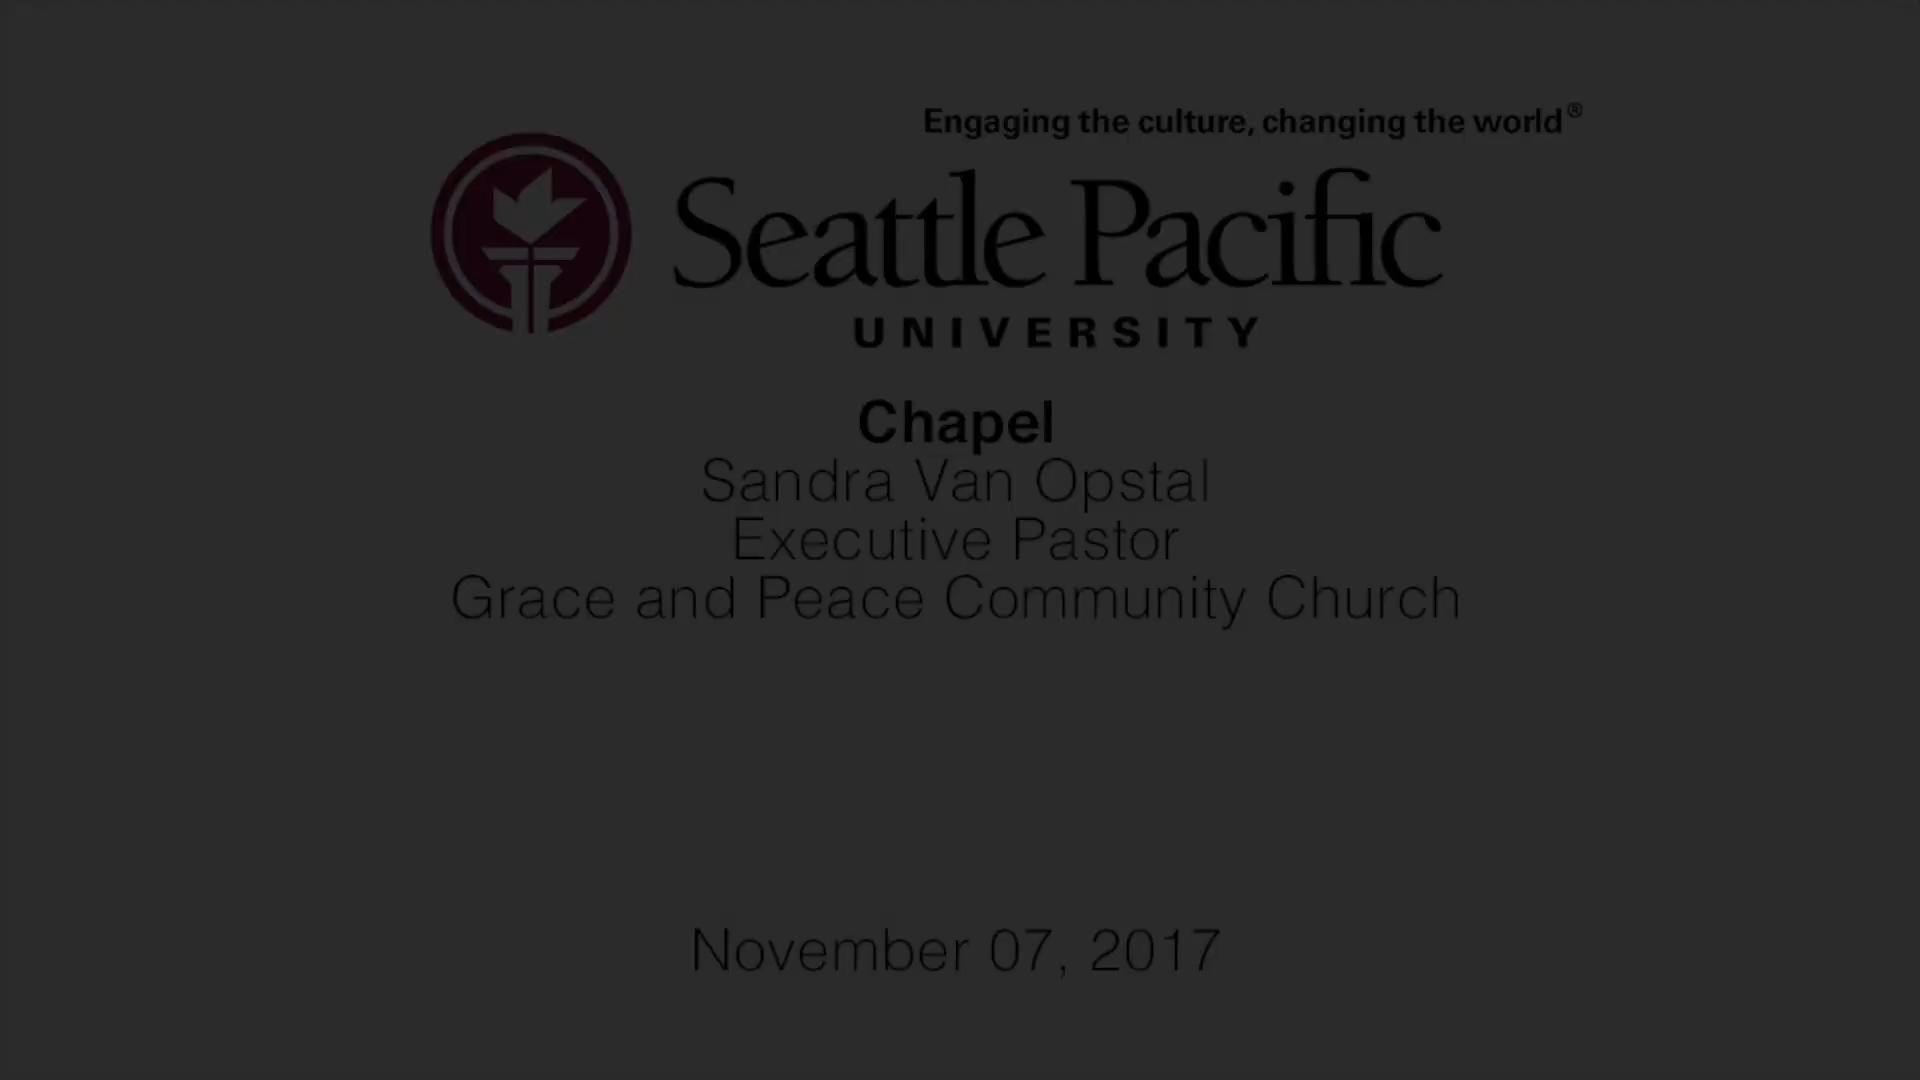 Engaging the culture, changing the world®
Seattle Pacific
UNIVERSITY
Chapel
Sandra Van Opstal
Executive Pastor
Grace and Peace Community Church
November 07, 2017